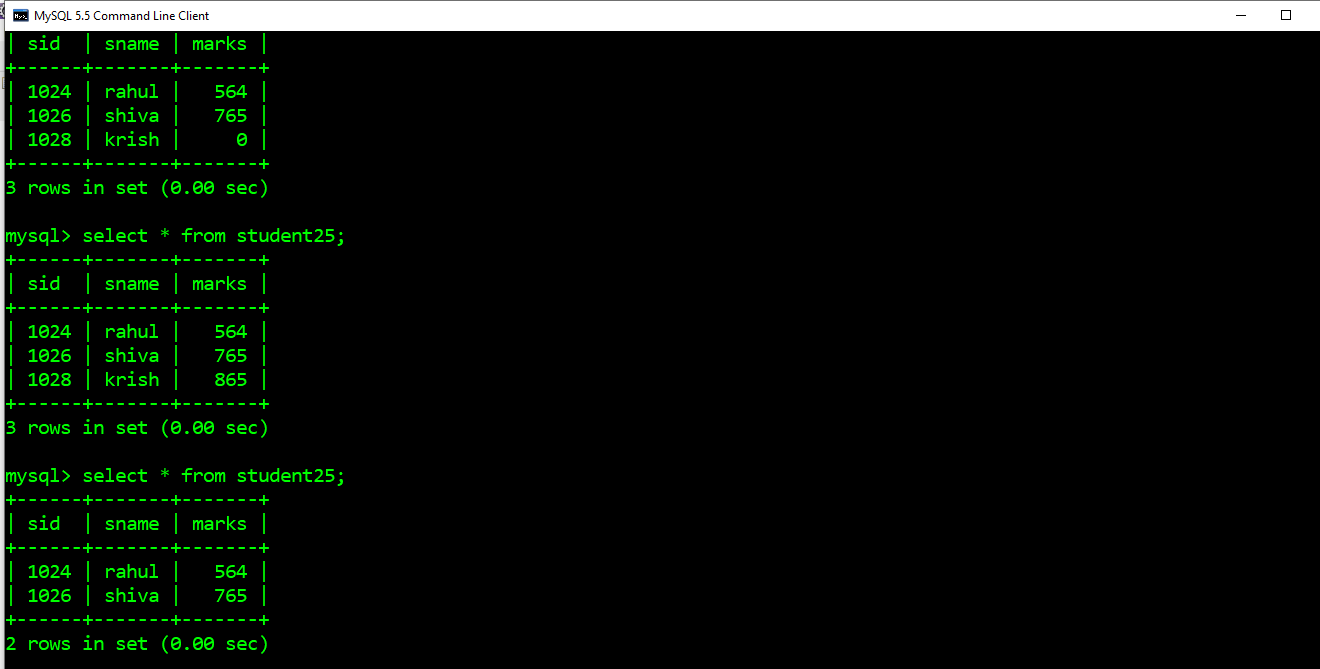 MySQL 5.5 Command Line Client
| sid  | sname | marks |
+------+-------+-------+
| 1024 | rahul |   564 |
| 1026 | shiva |   765 |
| 1028 | krish |     0 |
+------+-------+-------+
3 rows in set (0.00 sec)

mysql> select * from student25;
+------+-------+-------+
| sid  | sname | marks |
+------+-------+-------+
| 1024 | rahul |   564 |
| 1026 | shiva |   765 |
| 1028 | krish |   865 |
+------+-------+-------+
3 rows in set (0.00 sec)

mysql> select * from student25;
+------+-------+-------+
| sid  | sname | marks |
+------+-------+-------+
| 1024 | rahul |   564 |
| 1026 | shiva |   765 |
+------+-------+-------+
2 rows in set (0.00 sec)